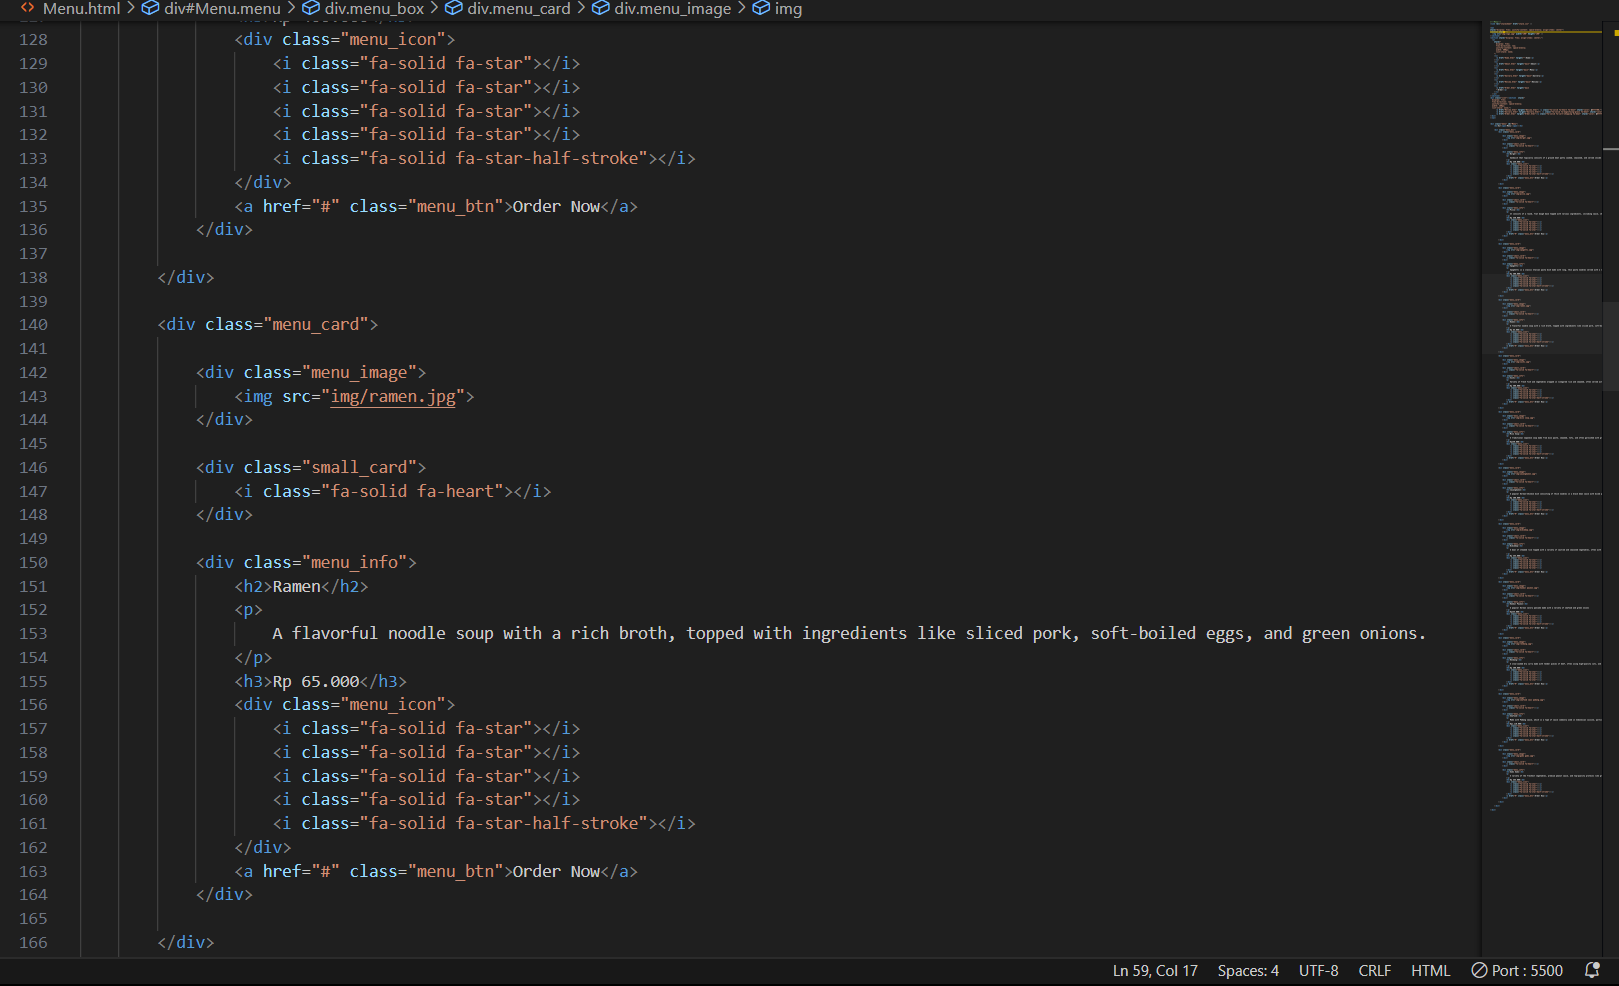 Menu.html > div#Menu.menu > div.menu_box > div.menu_card > div.menu_image > img
128 <div class="menu_icon">
129 <i class="fa-solid fa-star"></i>
130 <i class="fa-solid fa-star"></i>
131 <i class="fa-solid fa-star"></i>
132 <i class="fa-solid fa-star"></i>
133 <i class="fa-solid fa-star-half-stroke"></i>
134 </div>
135 <a href="#" class="menu_btn">Order Now</a>
136 </div>
137
138 </div>
139
140 <div class="menu_card">
141
142 <div class="menu_image">
143 <img src="img/ramen.jpg">
144 </div>
145
146 <div class="small_card">
147 <i class="fa-solid fa-heart"></i>
148 </div>
149
150 <div class="menu_info">
151 <h2>Ramen</h2>
152 <p>
153 A flavorful noodle soup with a rich broth, topped with ingredients like sliced pork, soft-boiled eggs, and green onions.
154 </p>
155 <h3>Rp 65.000</h3>
156 <div class="menu_icon">
157 <i class="fa-solid fa-star"></i>
158 <i class="fa-solid fa-star"></i>
159 <i class="fa-solid fa-star"></i>
160 <i class="fa-solid fa-star"></i>
161 <i class="fa-solid fa-star-half-stroke"></i>
162 </div>
163 <a href="#" class="menu_btn">Order Now</a>
164 </div>
165
166 </div>
Ln 59, Col 17 Spaces: 4 UTF-8 CRLF HTML Port : 5500